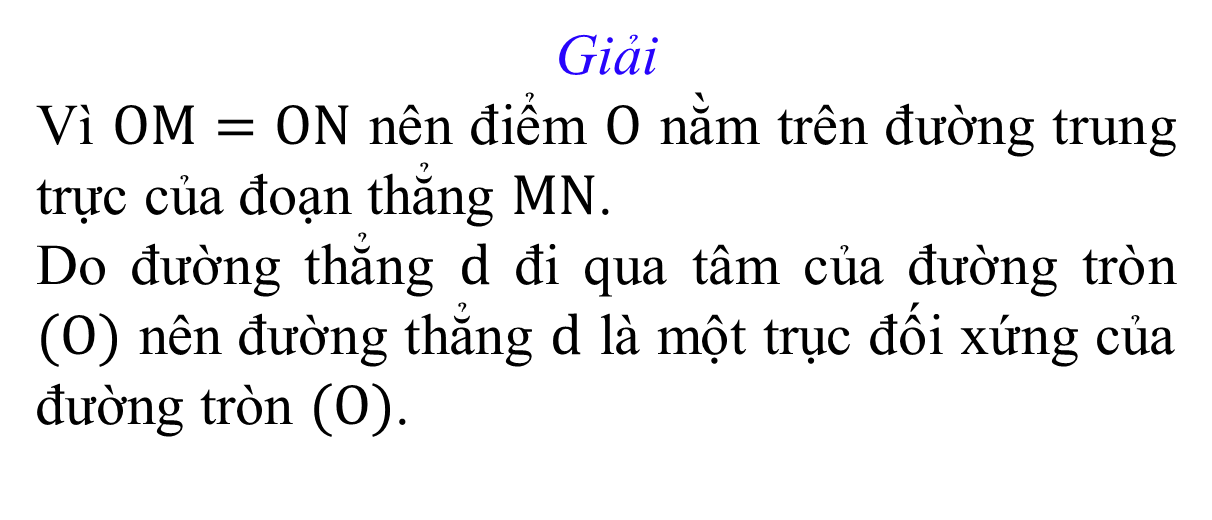 Giải
Vì OM = ON nên điểm O nằm trên đường trung
trực của đoạn thẳng MN.
Do đường thẳng d đi qua tâm của đường tròn
(O) nên đường thẳng d là một trục đối xứng của
đường tròn (O).